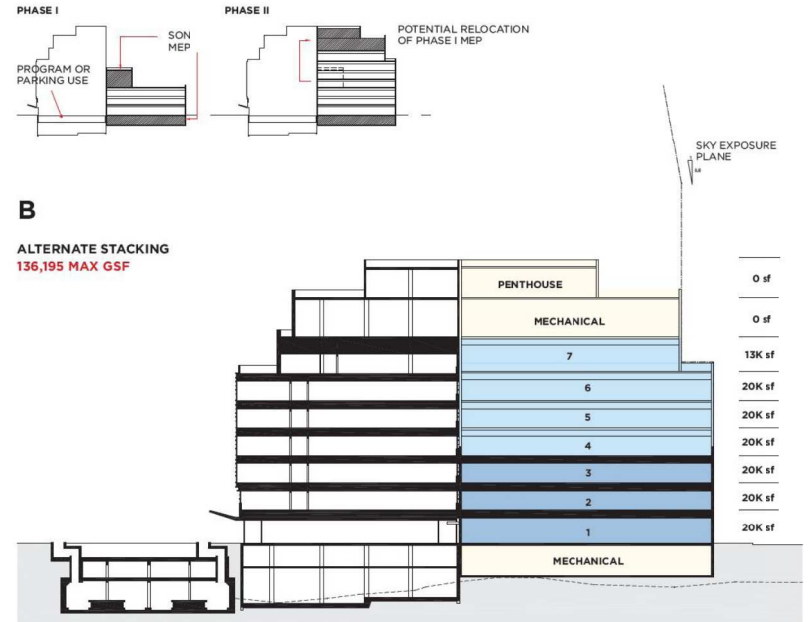 PHASE I
PHASE II
SON
MEP
PROGRAM OR
PARKING USE
POTENTIAL RELOCATION
OF PHASE I MEP
SKY EXPOSURE
PLANE
B
ALTERNATE STACKING
136,195 MAX GSF
PENTHOUSE
0 sf
MECHANICAL
0 sf
7
13K sf
6
20K sf
5
20K sf
4
20K sf
3
20K sf
2
20K sf
1
20K sf
MECHANICAL